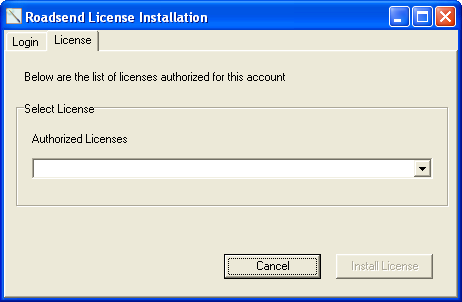 Roadsend License Installation
Login License
Below are the list of licenses authorized for this account
Select License
Authorized Licenses
Cancel Install License